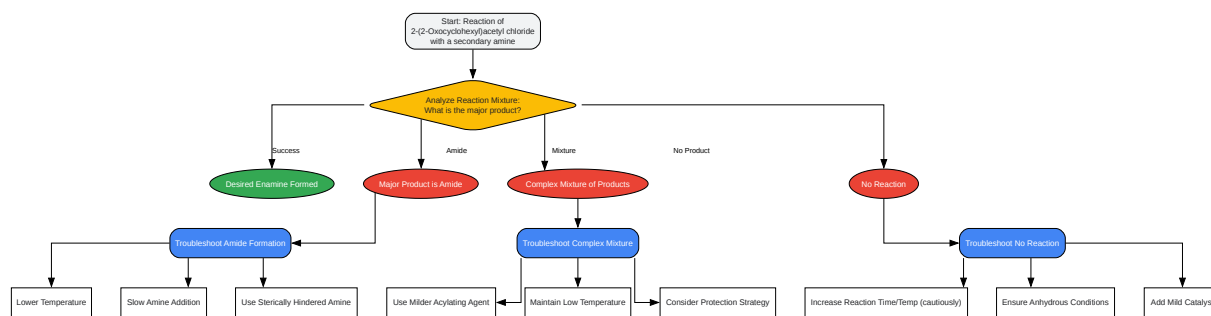 Start: Reaction of
2-(2-Oxocyclohexyl)acetyl chloride
with a secondary amine
Analyze Reaction Mixture:
What is the major product?
Success
Amide
Mixture
No Product
Desired Enamine Formed
Major Product is Amide
Complex Mixture of Products
No Reaction
Troubleshoot Amide Formation
Troubleshoot Complex Mixture
Troubleshoot No Reaction
Lower Temperature
Slow Amine Addition
Use Sterically Hindered Amine
Use Milder Acylating Agent
Maintain Low Temperature
Consider Protection Strategy
Increase Reaction Time/Temp (cautiously)
Ensure Anhydrous Conditions
Add Mild Catalys